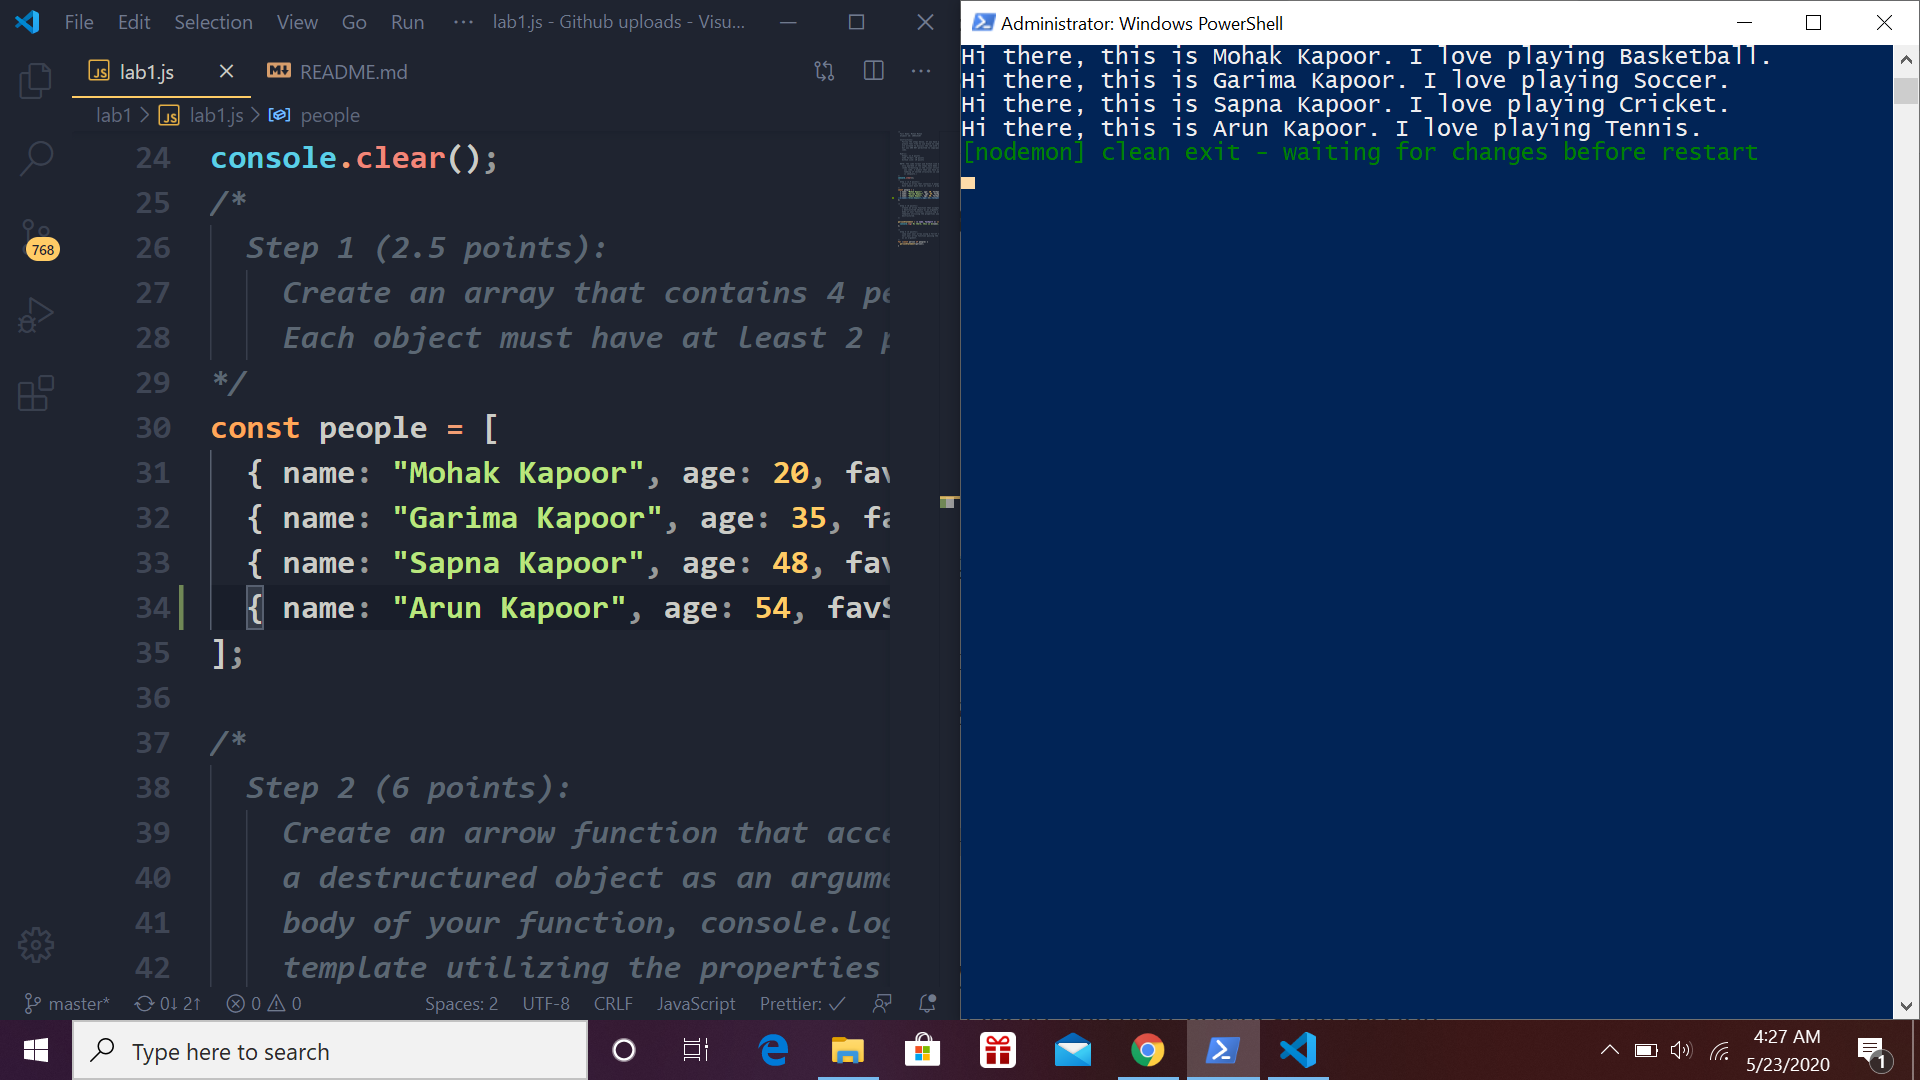 File Edit Selection View Go Run ··· lab1.js - Github uploads - Visu...
JS lab1.js README.md ···
lab1 > JS lab1.js > people
768
24 console.clear();
25 /*
26 Step 1 (2.5 points):
27 Create an array that contains 4 pe
28 Each object must have at least 2 p
29 */
30 const people = [
31 { name: "Mohak Kapoor", age: 20, fav
32 { name: "Garima Kapoor", age: 35, fa
33 { name: "Sapna Kapoor", age: 48, fav
34 { name: "Arun Kapoor", age: 54, favS
35 ];
36
37 /*
38 Step 2 (6 points):
39 Create an arrow function that acce
40 a destructured object as an argume
41 body of your function, console.log
42 template utilizing the properties
master* 0↓ 2↑ 0 0 Spaces: 2 UTF-8 CRLF JavaScript Prettier: ✓
Administrator: Windows PowerShell
Hi there, this is Mohak Kapoor. I love playing Basketball.
Hi there, this is Garima Kapoor. I love playing Soccer.
Hi there, this is Sapna Kapoor. I love playing Cricket.
Hi there, this is Arun Kapoor. I love playing Tennis.
[nodemon] clean exit - waiting for changes before restart
Type here to search
4:27 AM
5/23/2020
1